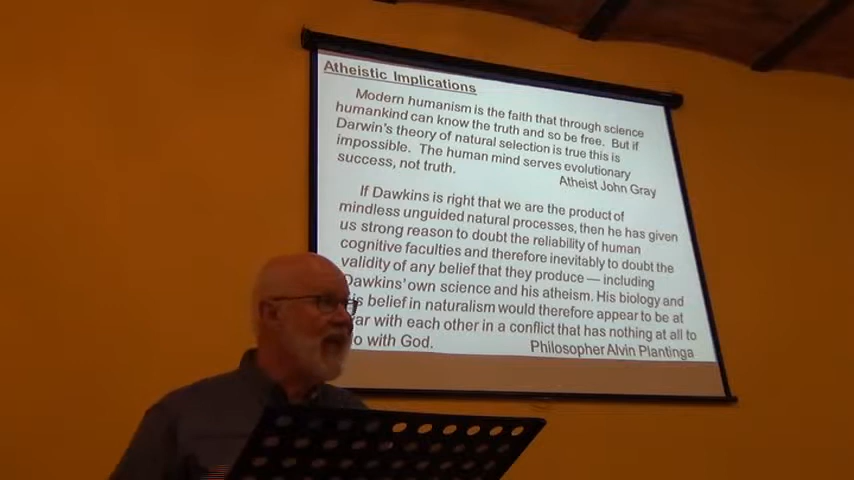 Atheistic Implications
Modern humanism is the faith that through science
humankind can know the truth and so be free. But if
Darwin's theory of natural selection is true this is
impossible. The human mind serves evolutionary
success, not truth.
Atheist John Gray
If Dawkins is right that we are the product of
mindless unguided natural processes, then he has given
us strong reason to doubt the reliability of human
cognitive faculties and therefore inevitably to doubt the
validity of any belief that they produce — including
Dawkins' own science and his atheism. His biology and
his belief in naturalism would therefore appear to be at
war with each other in a conflict that has nothing at all to
do with God.
Philosopher Alvin Plantinga